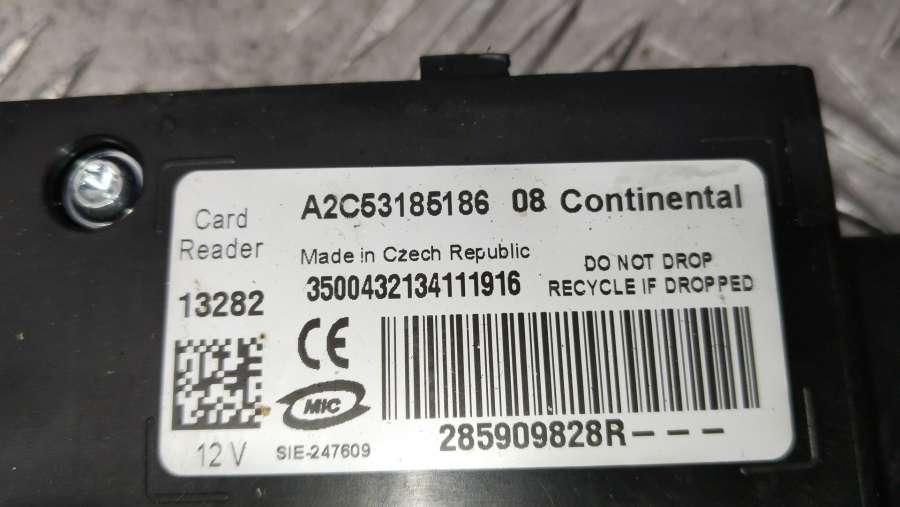 A2C53185186 08 Continental
Card
Reader
Made in Czech Republic
DO NOT DROP
3500432134111916
RECYCLE IF DROPPED
13282
CE
MIC
285909828R---
12 V
SIE-247609